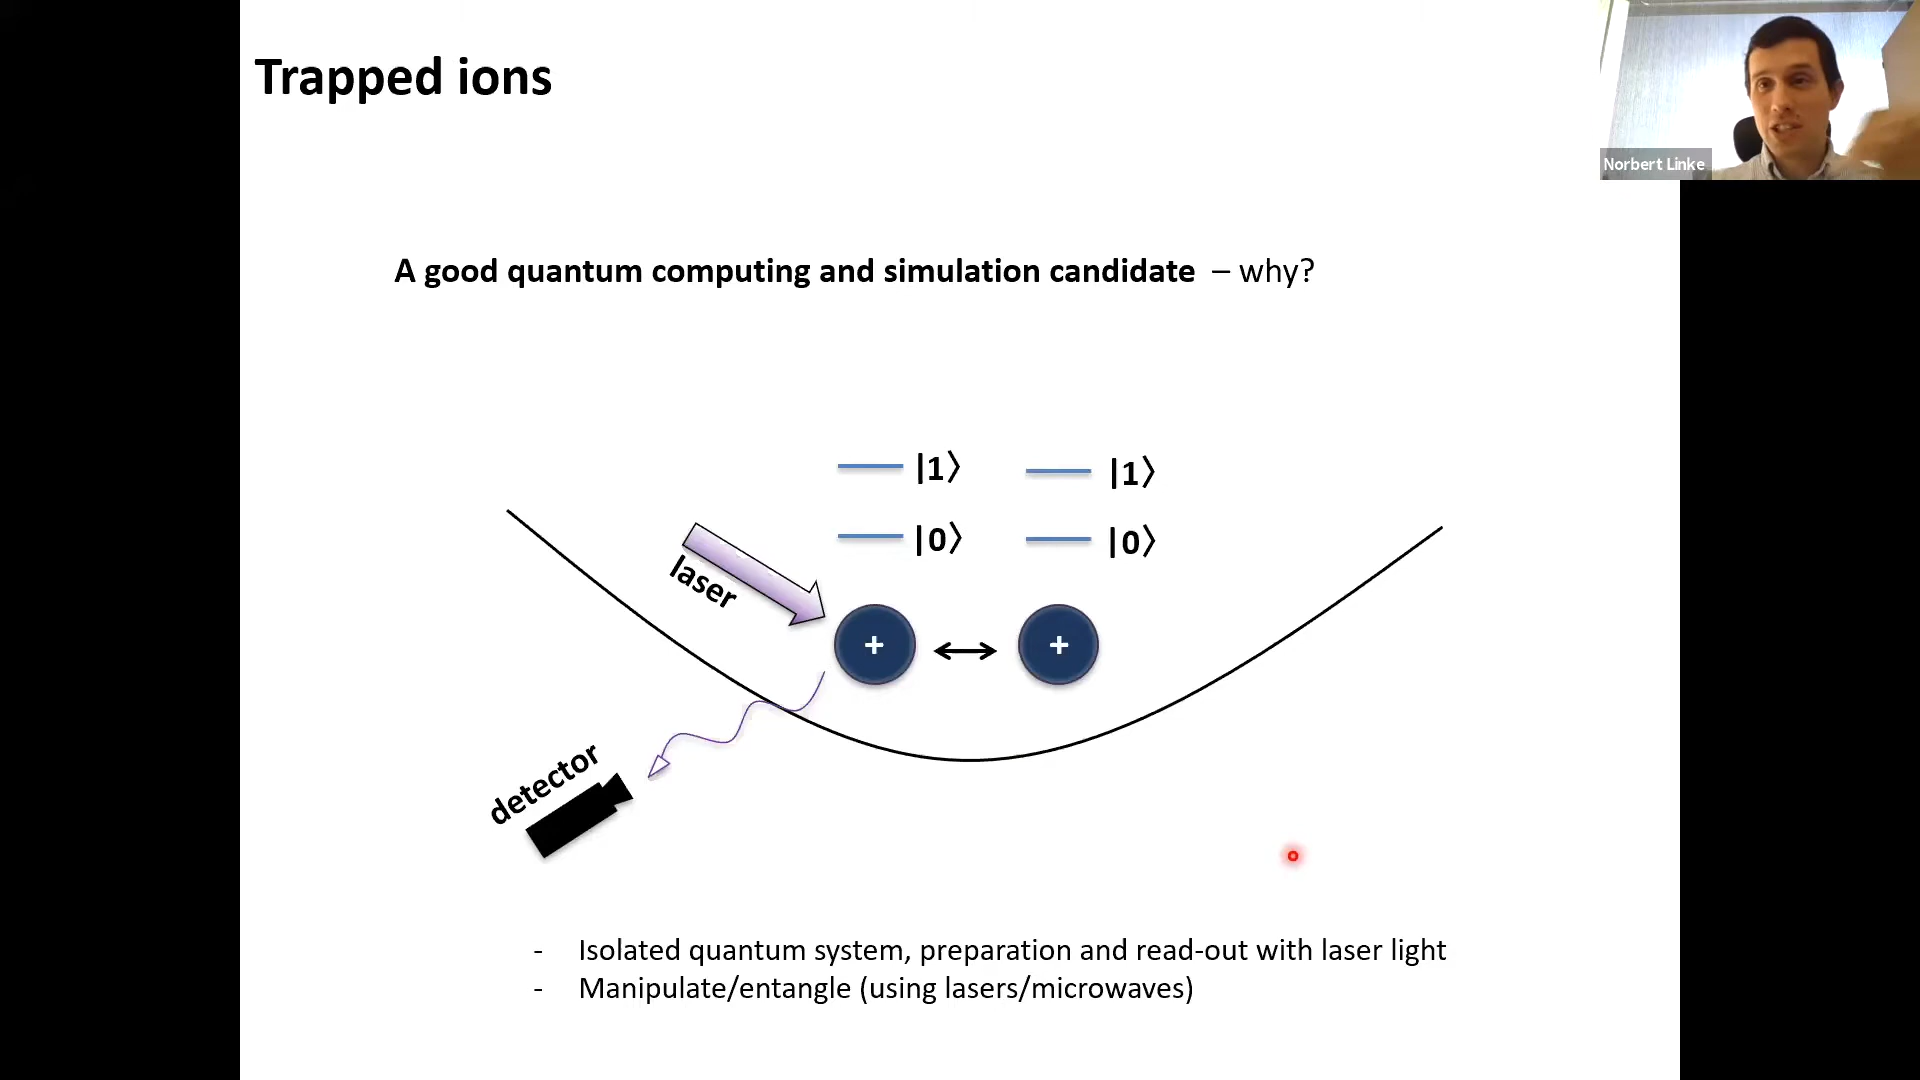 Trapped ions
Norbert Linke
A good quantum computing and simulation candidate – why?
|1⟩ |1⟩
|0⟩ |0⟩
laser
+ +
detector
- Isolated quantum system, preparation and read-out with laser light
- Manipulate/entangle (using lasers/microwaves)